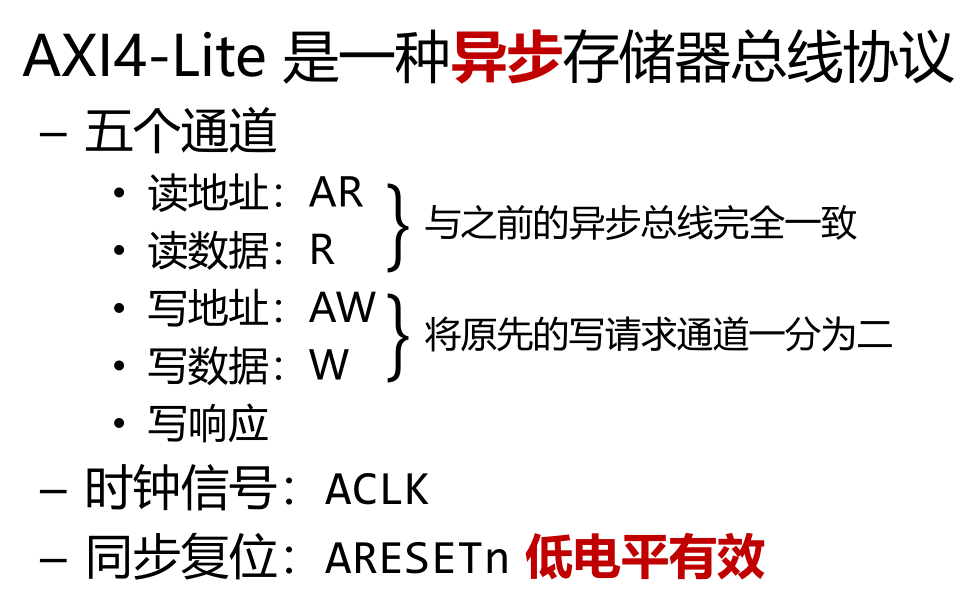 AXI4-Lite 是一种异步存储器总线协议
– 五个通道
• 读地址：AR
• 读数据：R
与之前的异步总线完全一致
• 写地址：AW
• 写数据：W
将原先的写请求通道一分为二
• 写响应
– 时钟信号：ACLK
– 同步复位：ARESETn 低电平有效